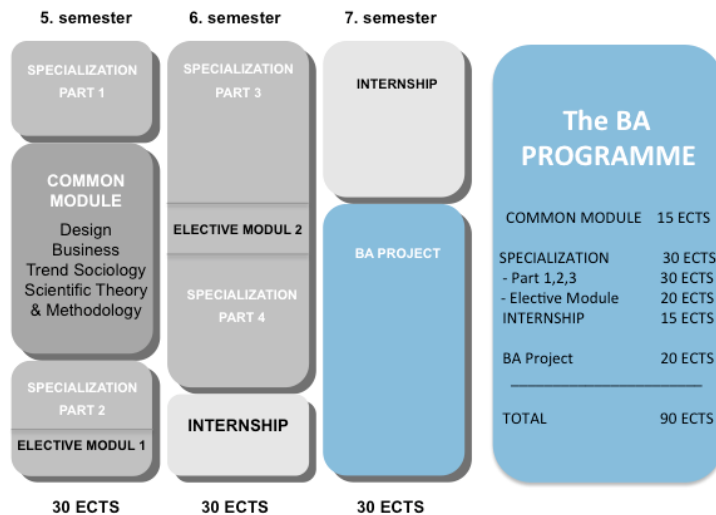 5. semester
SPECIALIZATION
PART 1
COMMON
MODULE
Design
Business
Trend Sociology
Scientific Theory
& Methodology
SPECIALIZATION
PART 2
ELECTIVE MODUL 1
30 ECTS
6. semester
SPECIALIZATION
PART 3
ELECTIVE MODUL 2
SPECIALIZATION
PART 4
INTERNSHIP
30 ECTS
7. semester
INTERNSHIP
BA PROJECT
30 ECTS
The BA
PROGRAMME
COMMON MODULE 15 ECTS
SPECIALIZATION 30 ECTS
- Part 1,2,3 30 ECTS
- Elective Module 20 ECTS
INTERNSHIP 15 ECTS
BA Project 20 ECTS
TOTAL 90 ECTS